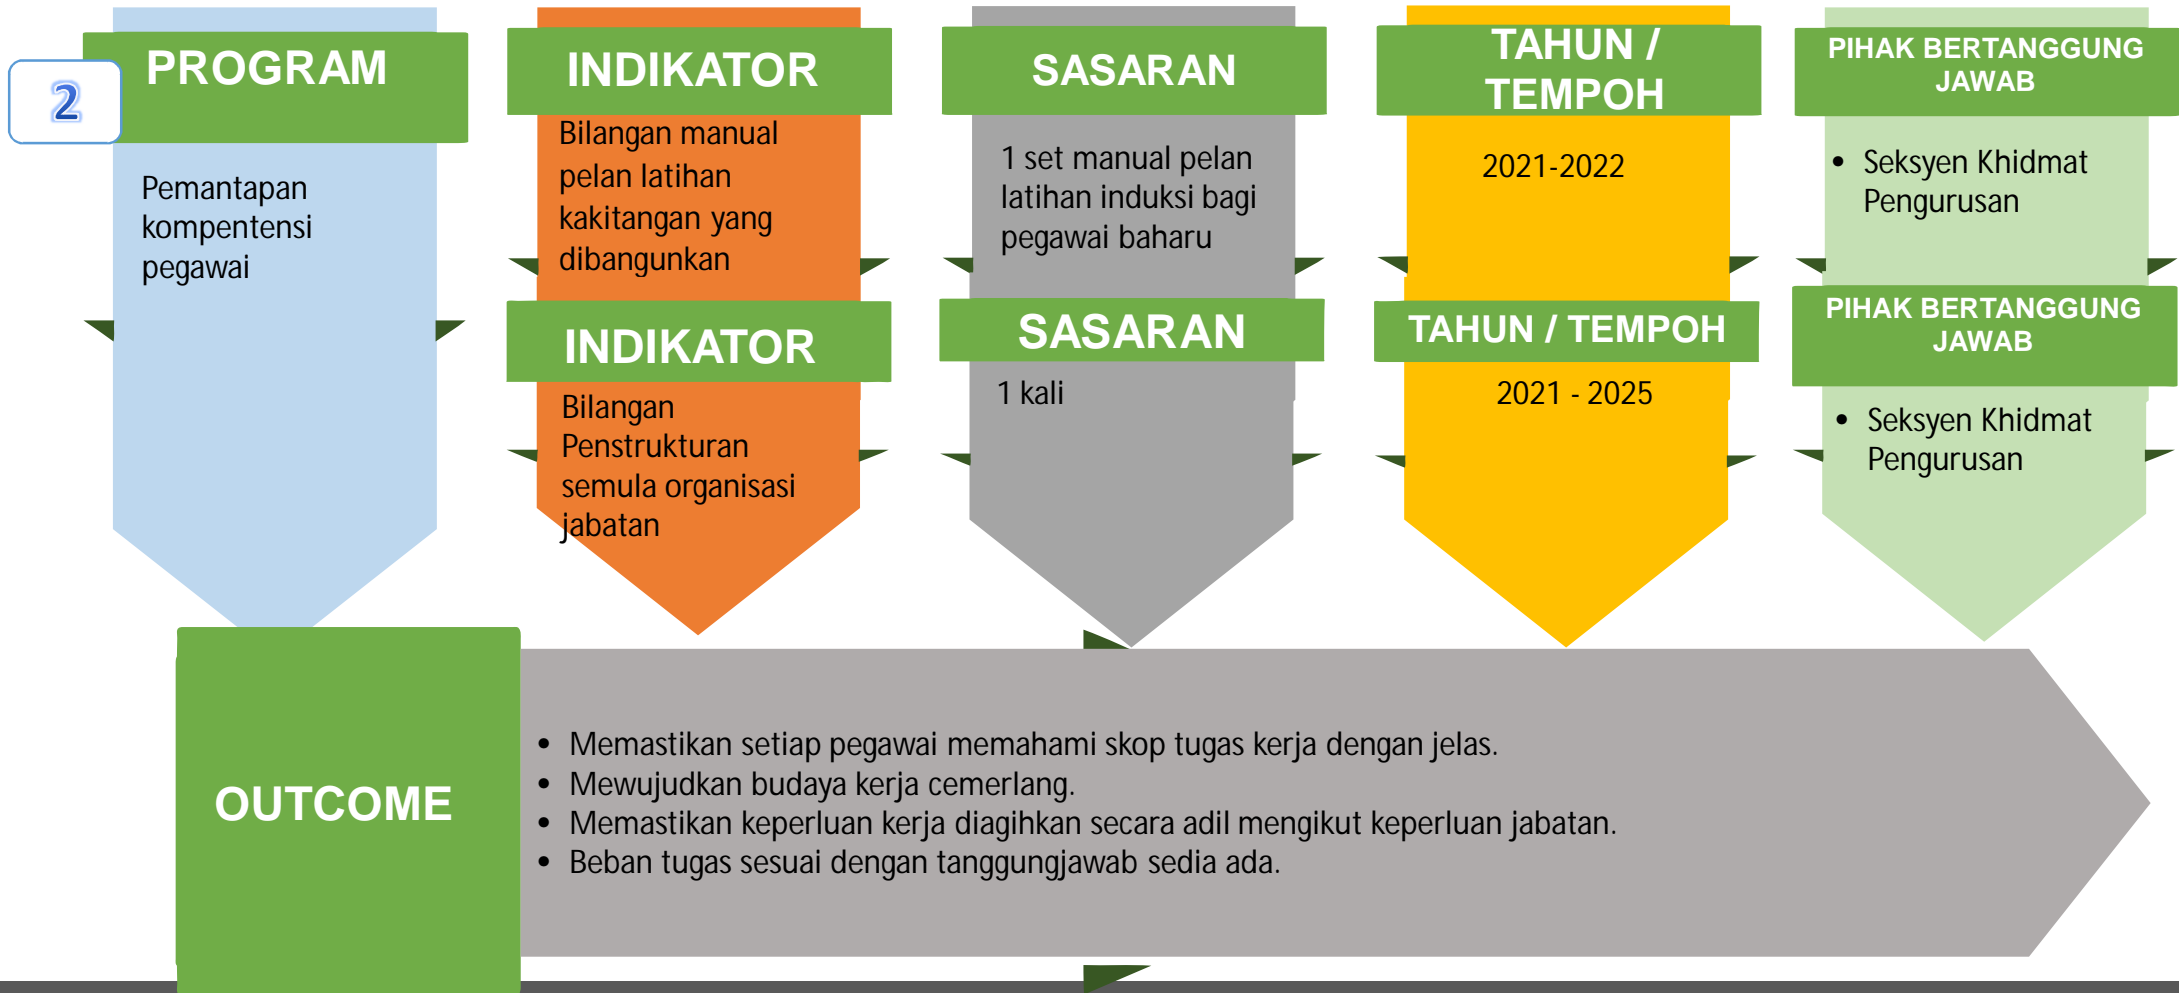 2
PROGRAM
Pemantapan
kompentensi
pegawai
INDIKATOR
Bilangan manual
pelan latihan
kakitangan yang
dibangunkan
SASARAN
1 set manual pelan
latihan induksi bagi
pegawai baharu
TAHUN /
TEMPOH
2021-2022
PIHAK BERTANGGUNG
JAWAB
• Seksyen Khidmat
Pengurusan
INDIKATOR
Bilangan
Penstrukturan
semula organisasi
jabatan
SASARAN
1 kali
TAHUN / TEMPOH
2021 - 2025
PIHAK BERTANGGUNG
JAWAB
• Seksyen Khidmat
Pengurusan
OUTCOME
• Memastikan setiap pegawai memahami skop tugas kerja dengan jelas.
• Mewujudkan budaya kerja cemerlang.
• Memastikan keperluan kerja diagihkan secara adil mengikut keperluan jabatan.
• Beban tugas sesuai dengan tanggungjawab sedia ada.